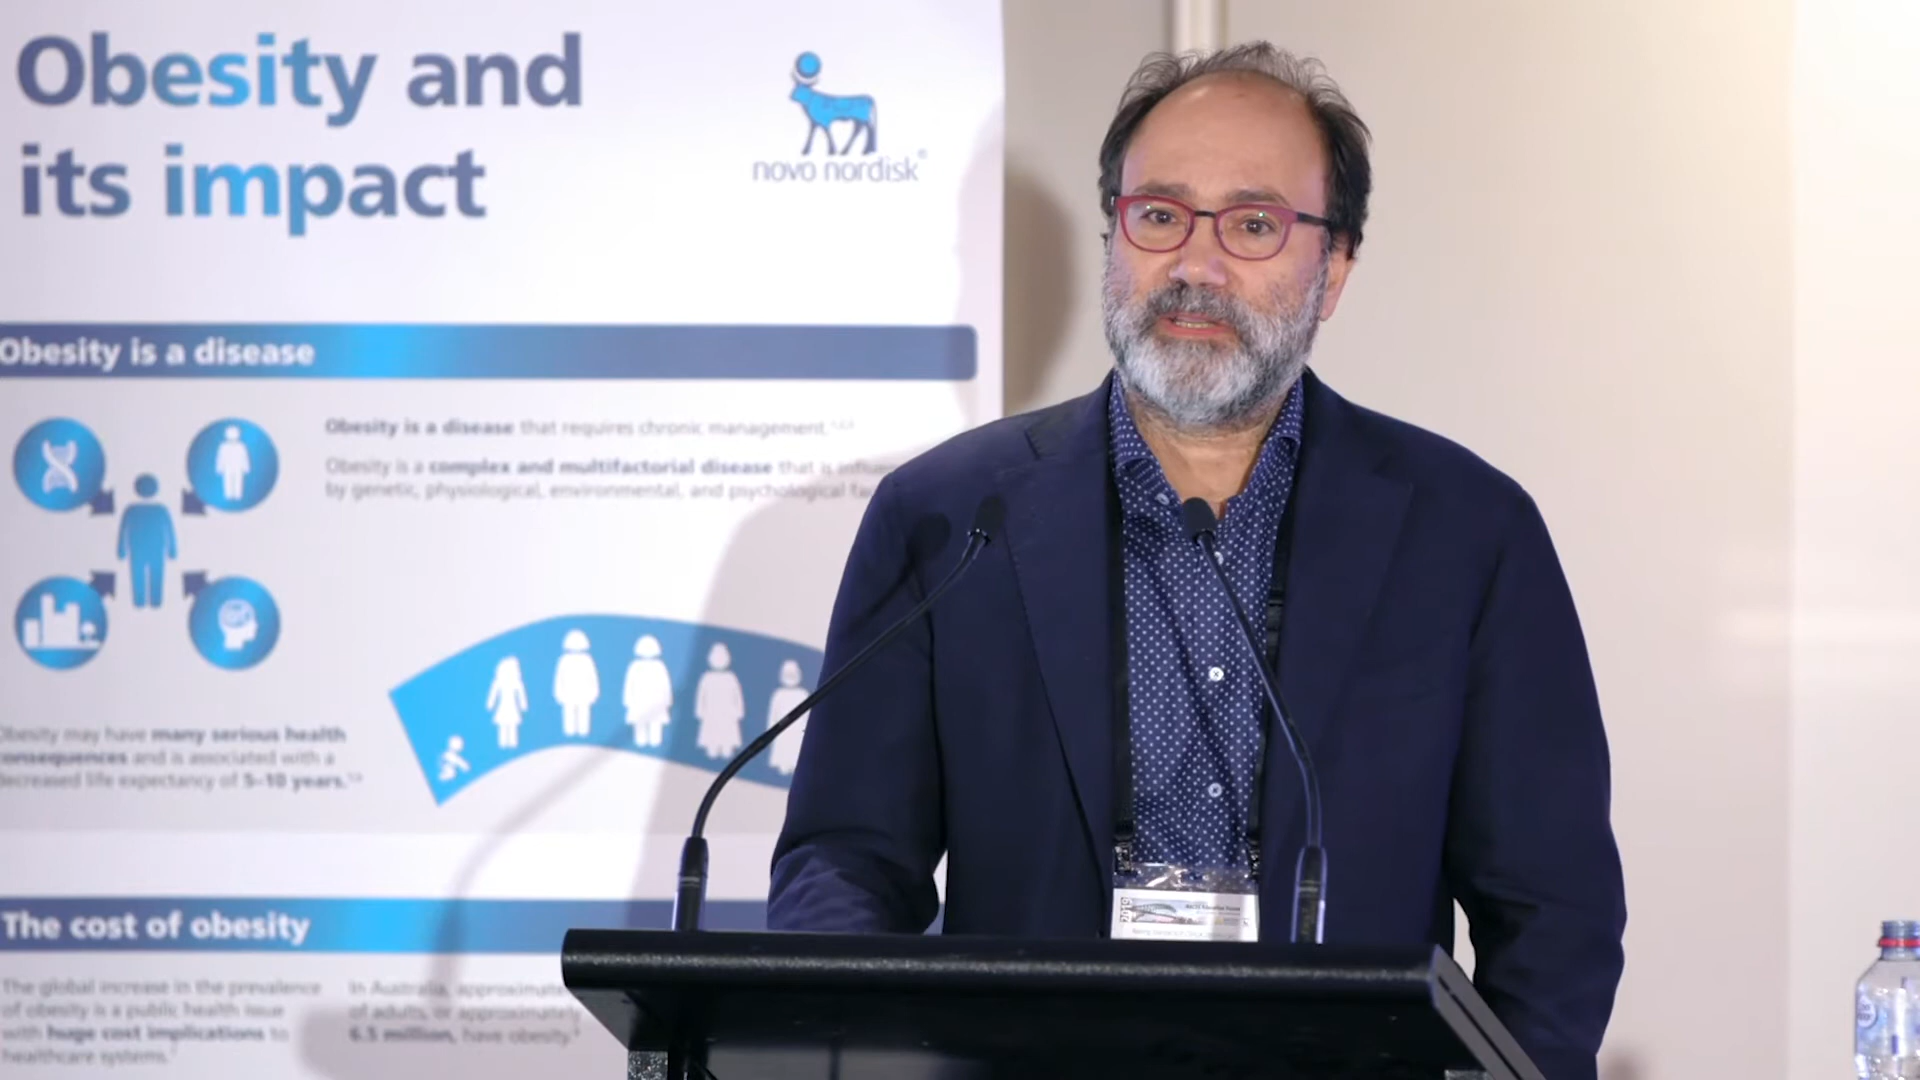 Obesity and
its impact
novo nordisk®
Obesity is a disease
Obesity is a disease that requires chronic management.
Obesity is a complex and multifactorial disease that is
by genetic, physiological, environmental, and psychological
Obesity may have many serious health
consequences and is associated with a
decreased life expectancy of 5–10 years.
The cost of obesity
The global increase in the prevalence
of obesity is a public health issue
with huge cost implications to
healthcare systems.
In Australia, approximate
of adults, or approximately
6.5 million, have obesity.
2019